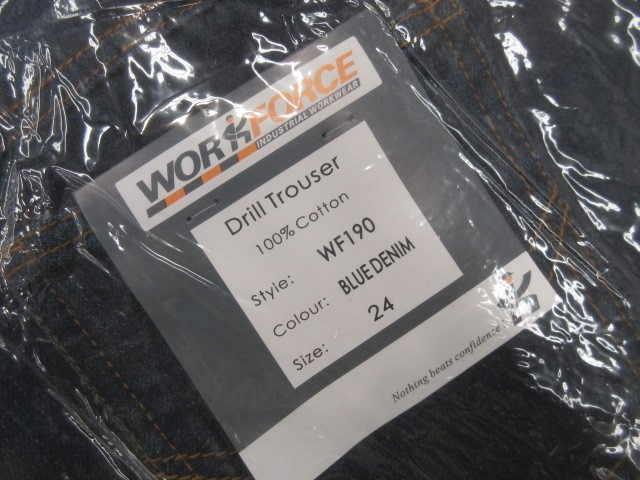 WORKFORCE
INDUSTRIAL WORKWEAR
Drill Trouser
100% Cotton
Style: WF190
Colour: BLUE DENIM
Size: 24
Nothing beats confidence